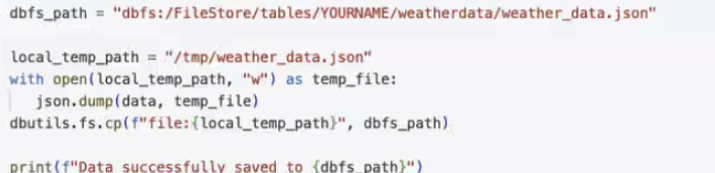 dbfs_path = "dbfs:/FileStore/tables/YOURNAME/weatherdata/weather_data.json"
local_temp_path = "/tmp/weather_data.json"
with open(local_temp_path, "w") as temp_file:
    json.dump(data, temp_file)
dbutils.fs.cp(f"file:{local_temp_path}", dbfs_path)
print(f"Data successfully saved to {dbfs_path}")